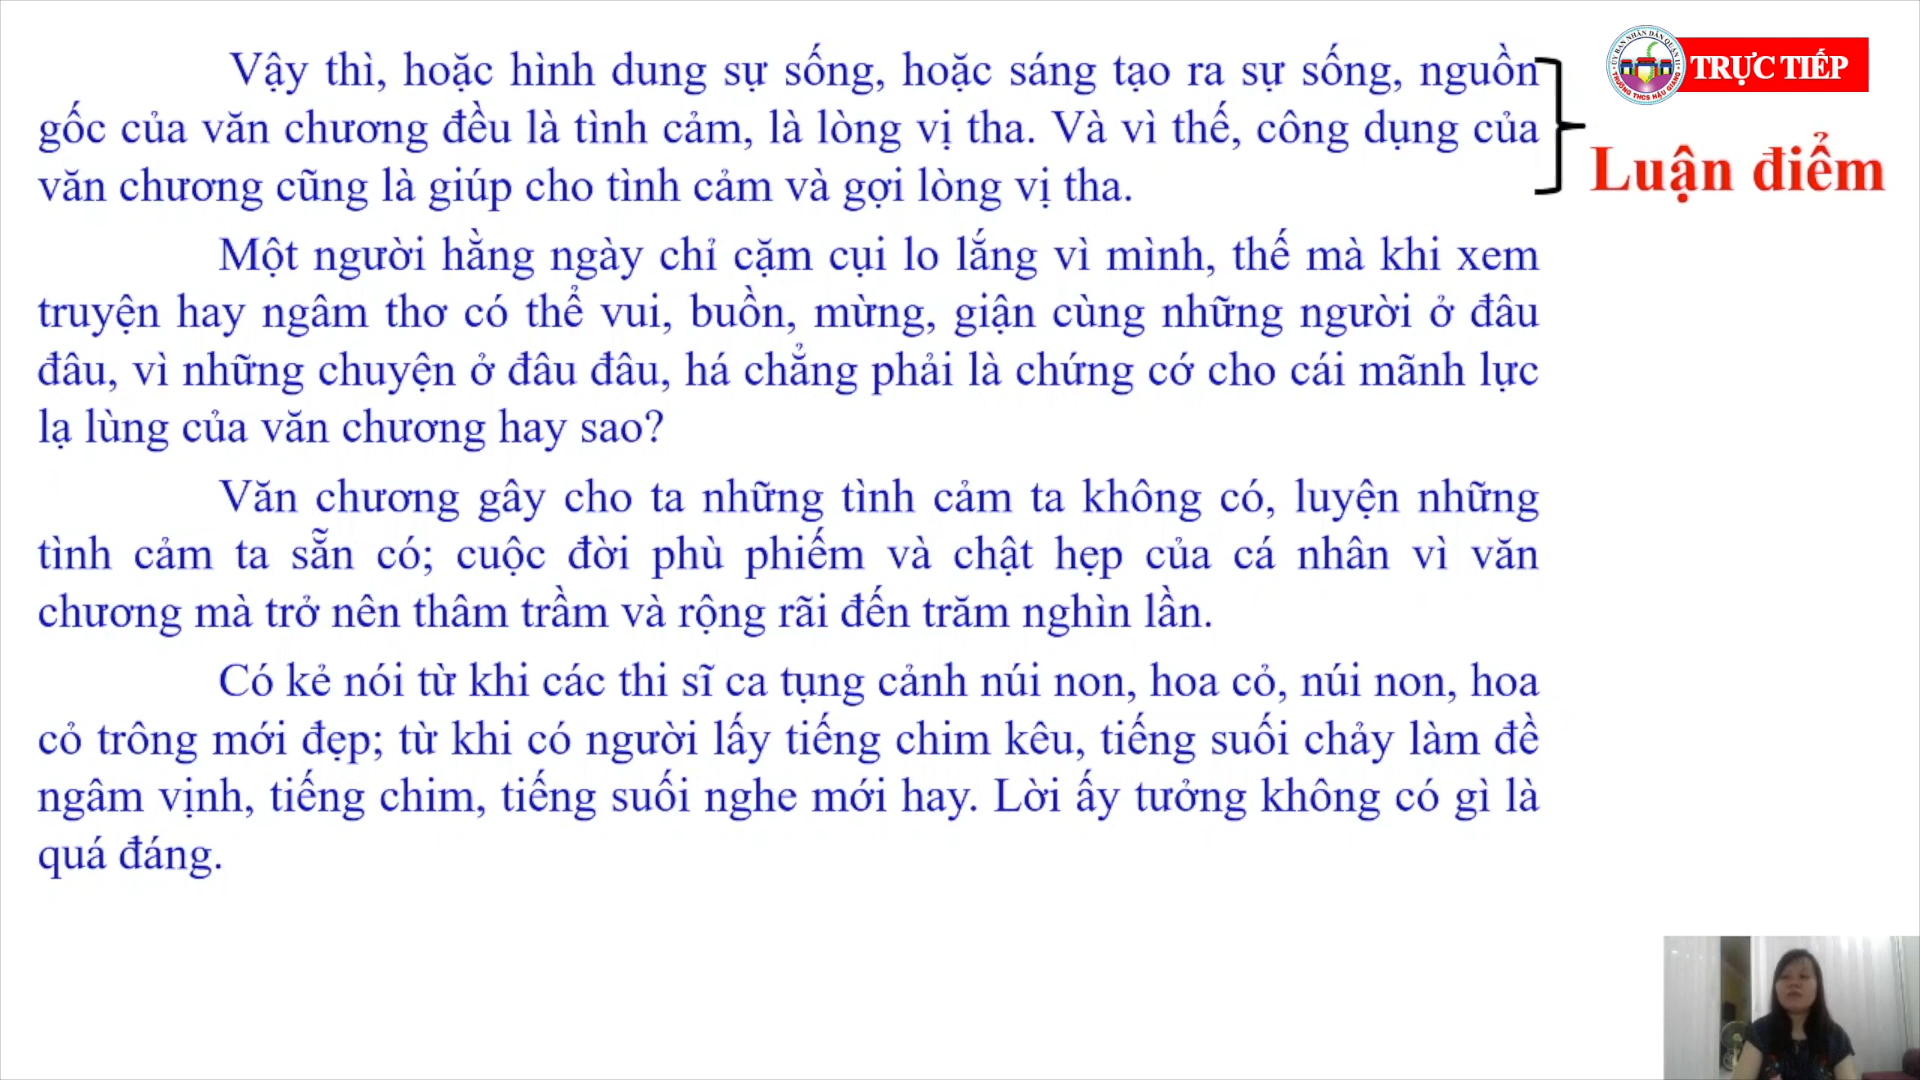 Vậy thì, hoặc hình dung sự sống, hoặc sáng tạo ra sự sống, nguồn
gốc của văn chương đều là tình cảm, là lòng vị tha. Và vì thế, công dụng của
văn chương cũng là giúp cho tình cảm và gợi lòng vị tha.
Một người hằng ngày chỉ cặm cụi lo lắng vì mình, thế mà khi xem
truyện hay ngâm thơ có thể vui, buồn, mừng, giận cùng những người ở đâu
đâu, vì những chuyện ở đâu đâu, há chẳng phải là chứng cớ cho cái mãnh lực
lạ lùng của văn chương hay sao?
Văn chương gây cho ta những tình cảm ta không có, luyện những
tình cảm ta sẵn có; cuộc đời phù phiếm và chật hẹp của cá nhân vì văn
chương mà trở nên thâm trầm và rộng rãi đến trăm nghìn lần.
Có kẻ nói từ khi các thi sĩ ca tụng cảnh núi non, hoa cỏ, núi non, hoa
cỏ trông mới đẹp; từ khi có người lấy tiếng chim kêu, tiếng suối chảy làm đề
ngâm vịnh, tiếng chim, tiếng suối nghe mới hay. Lời ấy tưởng không có gì là
quá đáng.
ỦY BAN NHÂN DÂN QUẬN 11
TRƯỜNG THCS HẬU GIANG
TRỰC TIẾP
Luận điểm